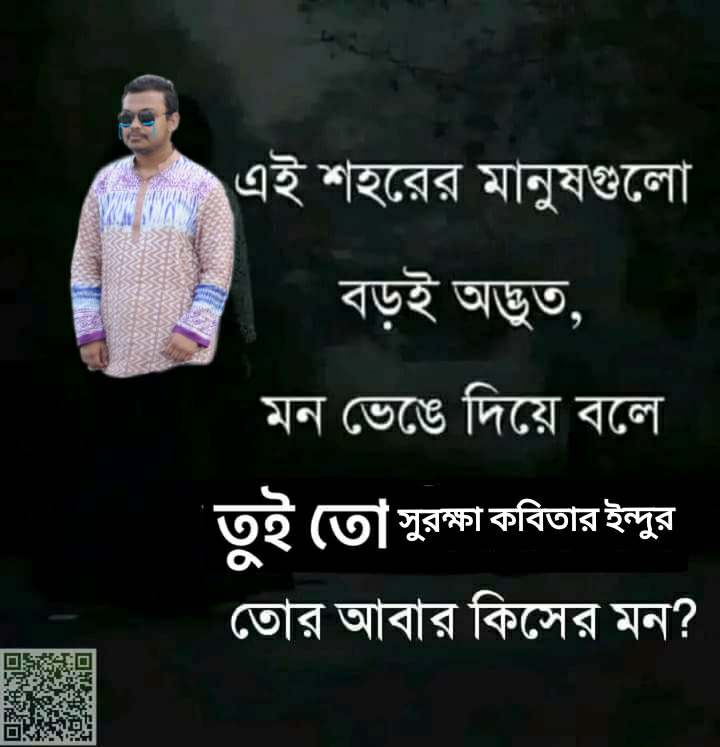 এই শহরের মানুষগুলো
বড়ই অদ্ভুত,
মন ভেঙে দিয়ে বলে
তুই তো সুরক্ষা কবিতার ইন্দুর
তোর আবার কিসের মন?